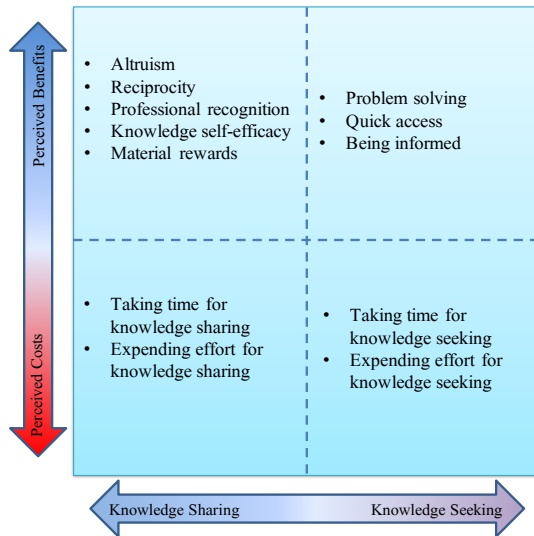 Perceived Benefits
• Altruism
• Reciprocity
• Professional recognition
• Knowledge self-efficacy
• Material rewards
• Problem solving
• Quick access
• Being informed
Perceived Costs
• Taking time for
knowledge sharing
• Expending effort for
knowledge sharing
• Taking time for
knowledge seeking
• Expending effort for
knowledge seeking
Knowledge Sharing
Knowledge Seeking